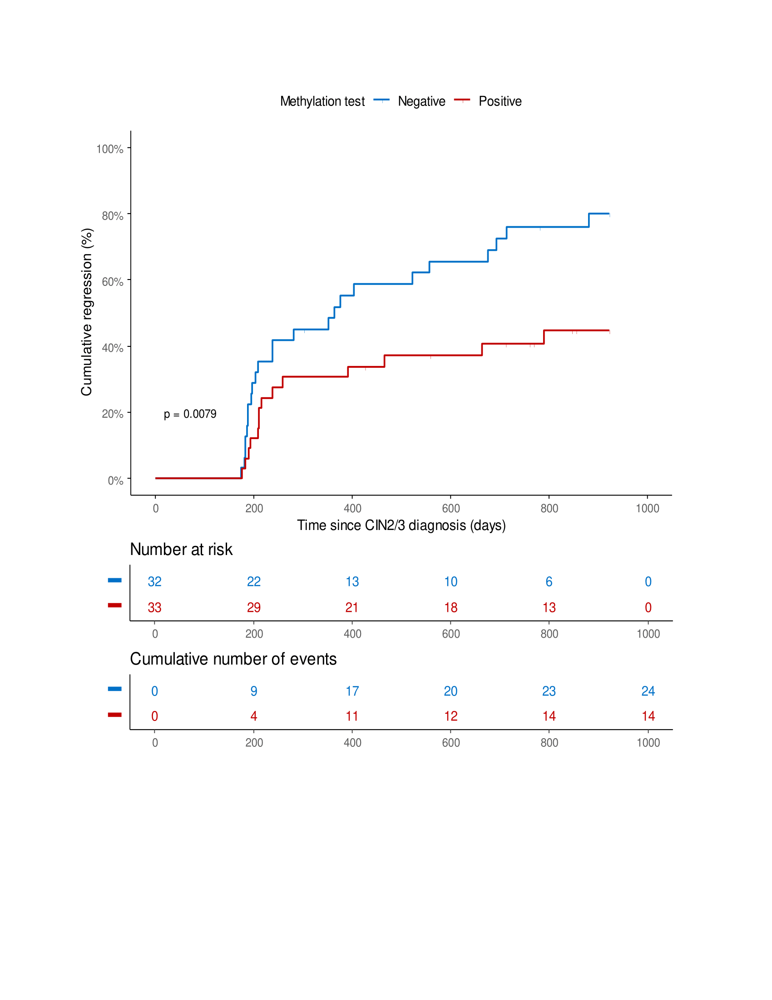 Methylation test Negative Positive
100%
80%
60%
40%
20%
0%
Cumulative regression (%)
p = 0.0079
0 200 400 600 800 1000
Time since CIN2/3 diagnosis (days)
Number at risk
32 22 13 10 6 0
33 29 21 18 13 0
0 200 400 600 800 1000
Cumulative number of events
0 9 17 20 23 24
0 4 11 12 14 14
0 200 400 600 800 1000